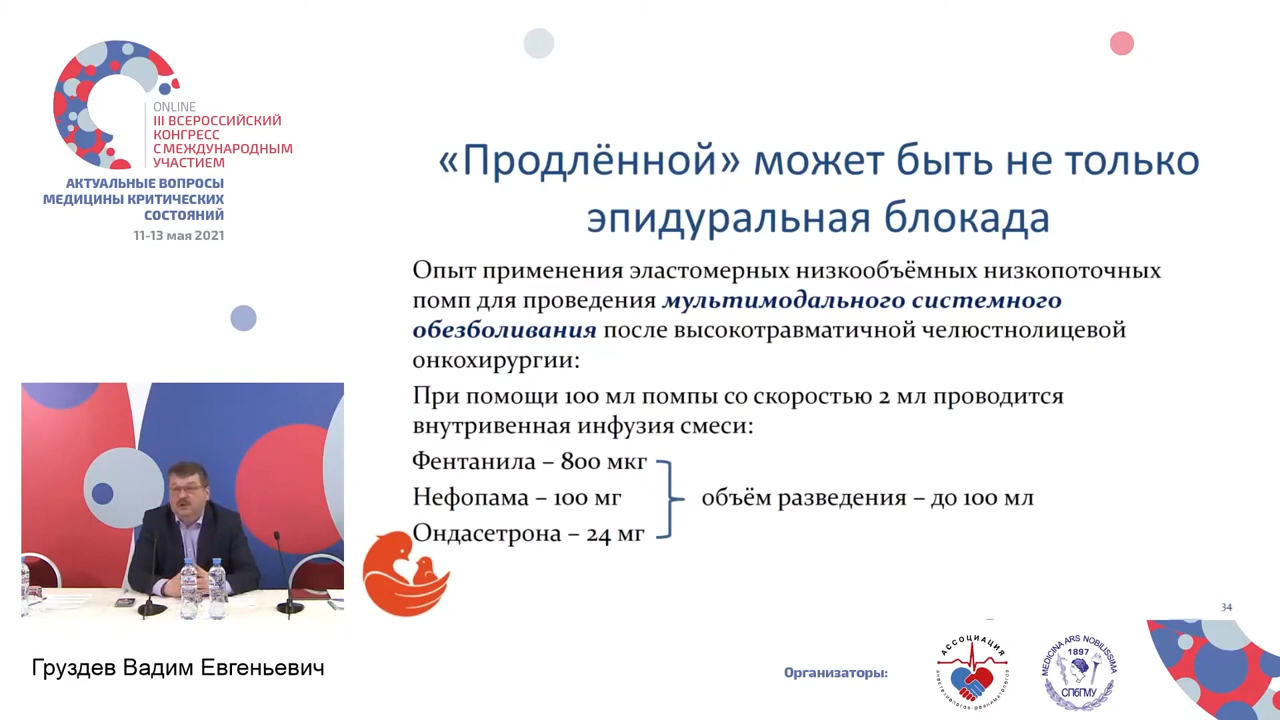 ONLINE
III ВСЕРОССИЙСКИЙ
КОНГРЕСС
С МЕЖДУНАРОДНЫМ
УЧАСТИЕМ
АКТУАЛЬНЫЕ ВОПРОСЫ
МЕДИЦИНЫ КРИТИЧЕСКИХ
СОСТОЯНИЙ
11-13 мая 2021
«Продлённой» может быть не только
эпидуральная блокада
Опыт применения эластомерных низкообъёмных низкопоточных
помп для проведения мультимодального системного
обезболивания после высокотравматичной челюстнолицевой
онкохирургии:
При помощи 100 мл помпы со скоростью 2 мл проводится
внутривенная инфузия смеси:
Фентанила – 800 мкг
Нефопама – 100 мг объём разведения – до 100 мл
Ондасетрона – 24 мг
34
Груздев Вадим Евгеньевич
Организаторы:
АССОЦИАЦИЯ
анестезиологов-реаниматологов
MEDICINA ARS NOBILISSIMA
1897
СПбГМУ